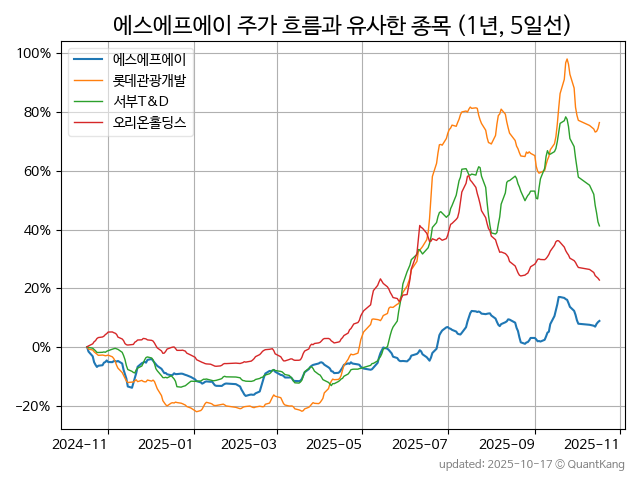 에스에프에이 주가 흐름과 유사한 종목 (1년, 5일선)
100%
80%
60%
40%
20%
0%
−20%
에스에프에이
롯데관광개발
서부T&D
오리온홀딩스
2024-11 2025-01 2025-03 2025-05 2025-07 2025-09 2025-11
updated: 2025-10-17 © QuantKang